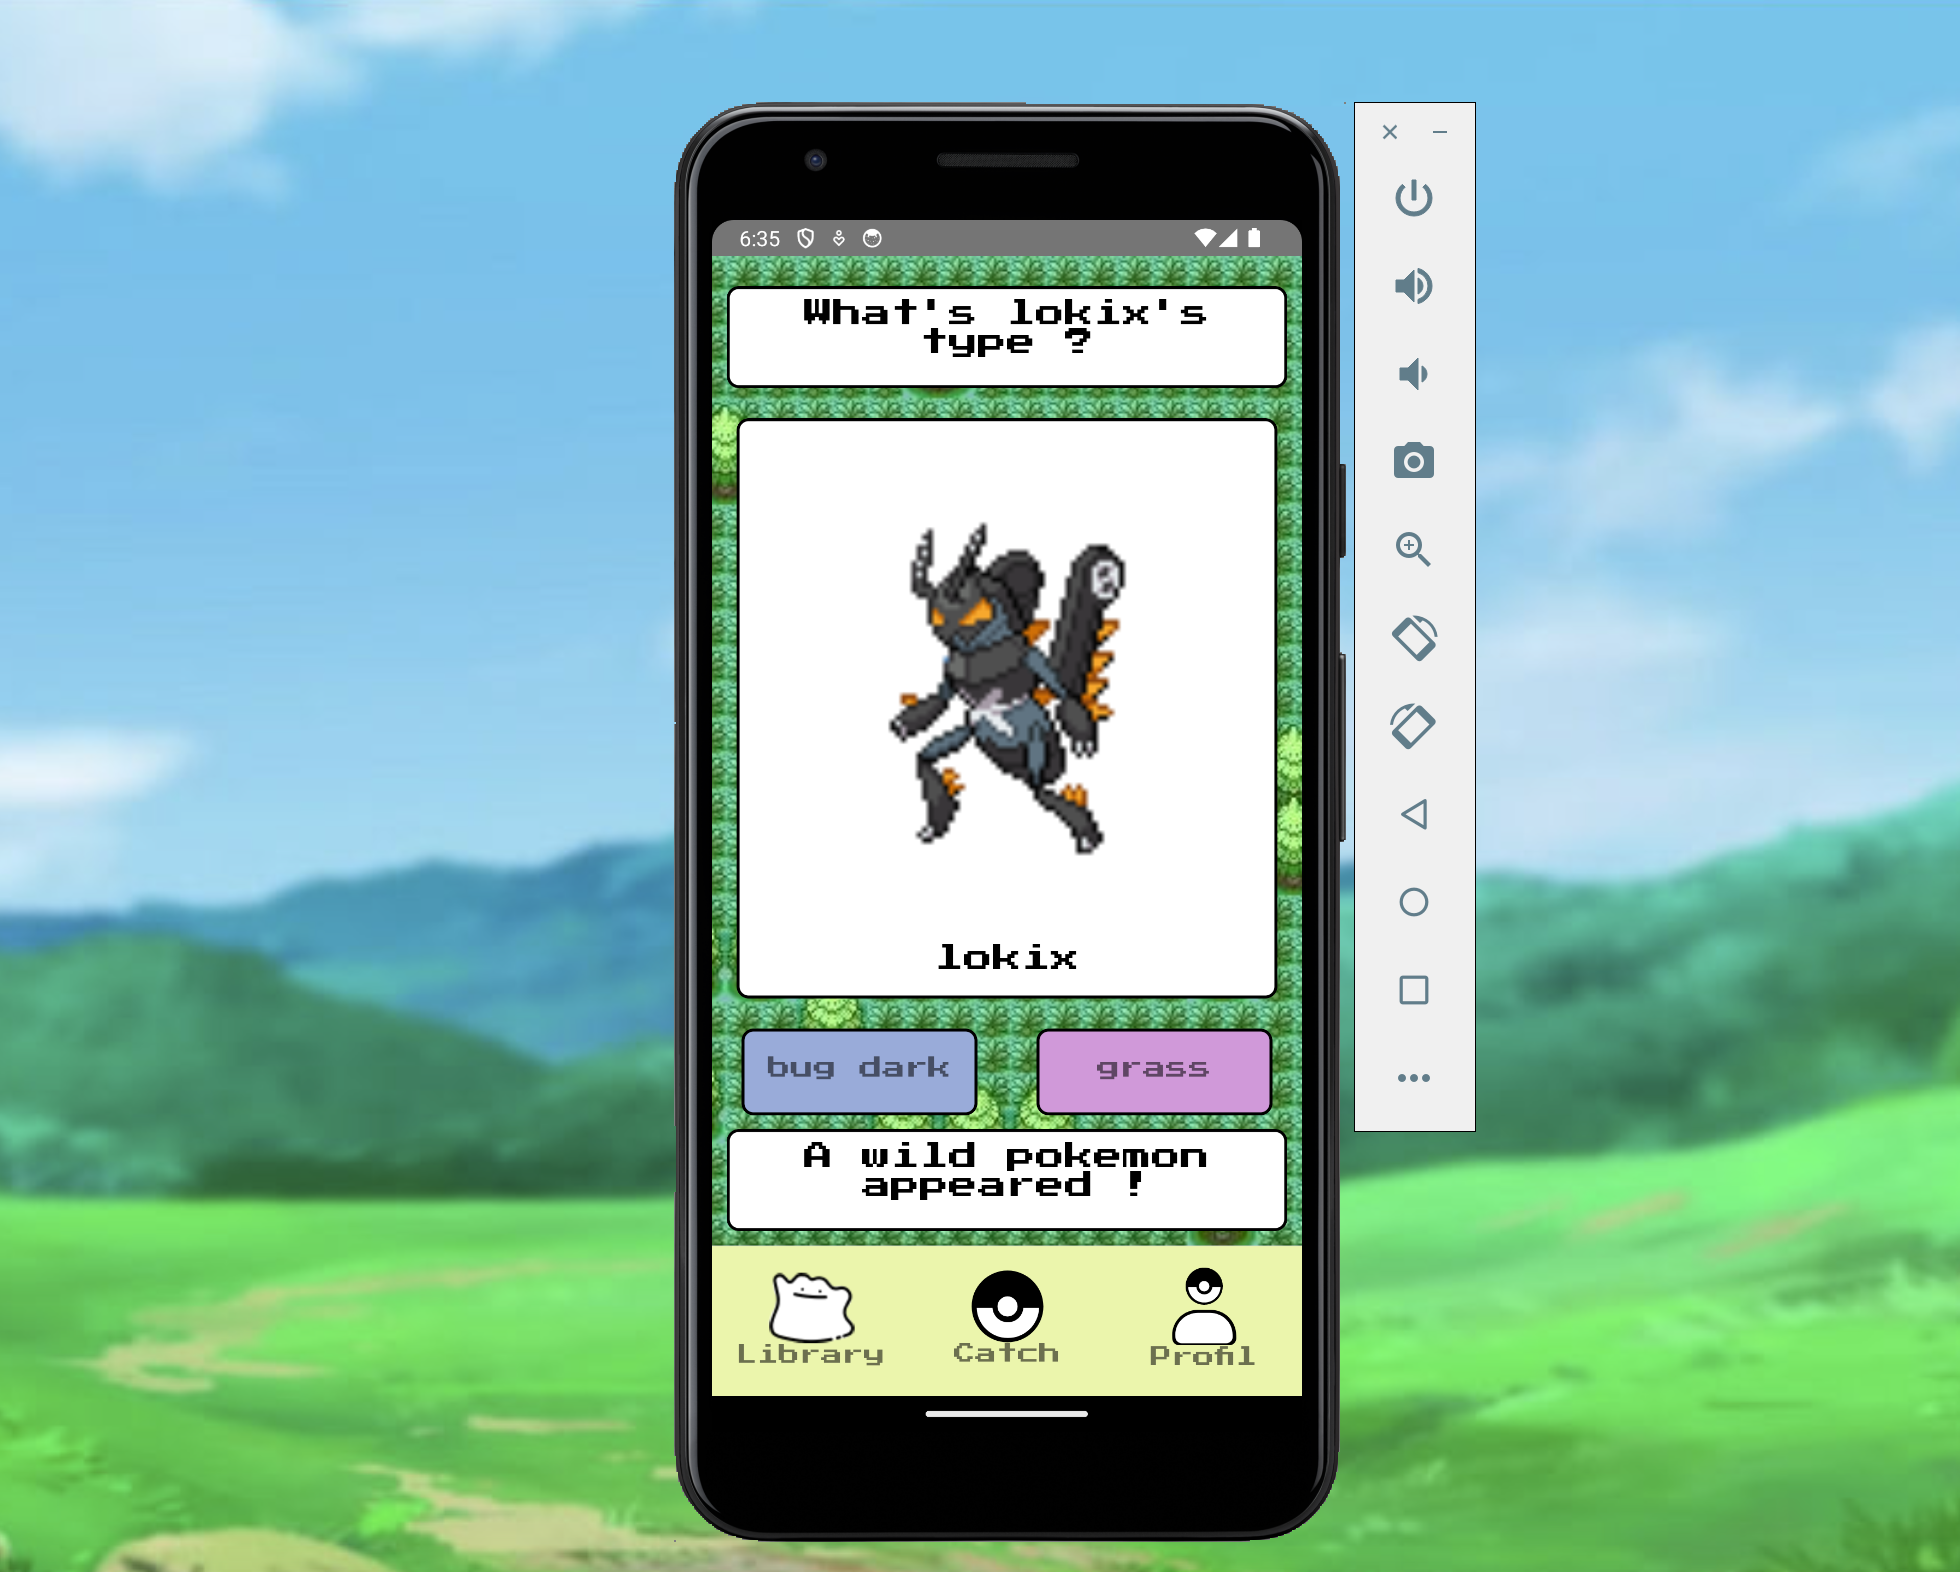 6:35
What's lokix's
type ?
lokix
bug dark
grass
A wild pokemon
appeared !
Library
Catch
Profil